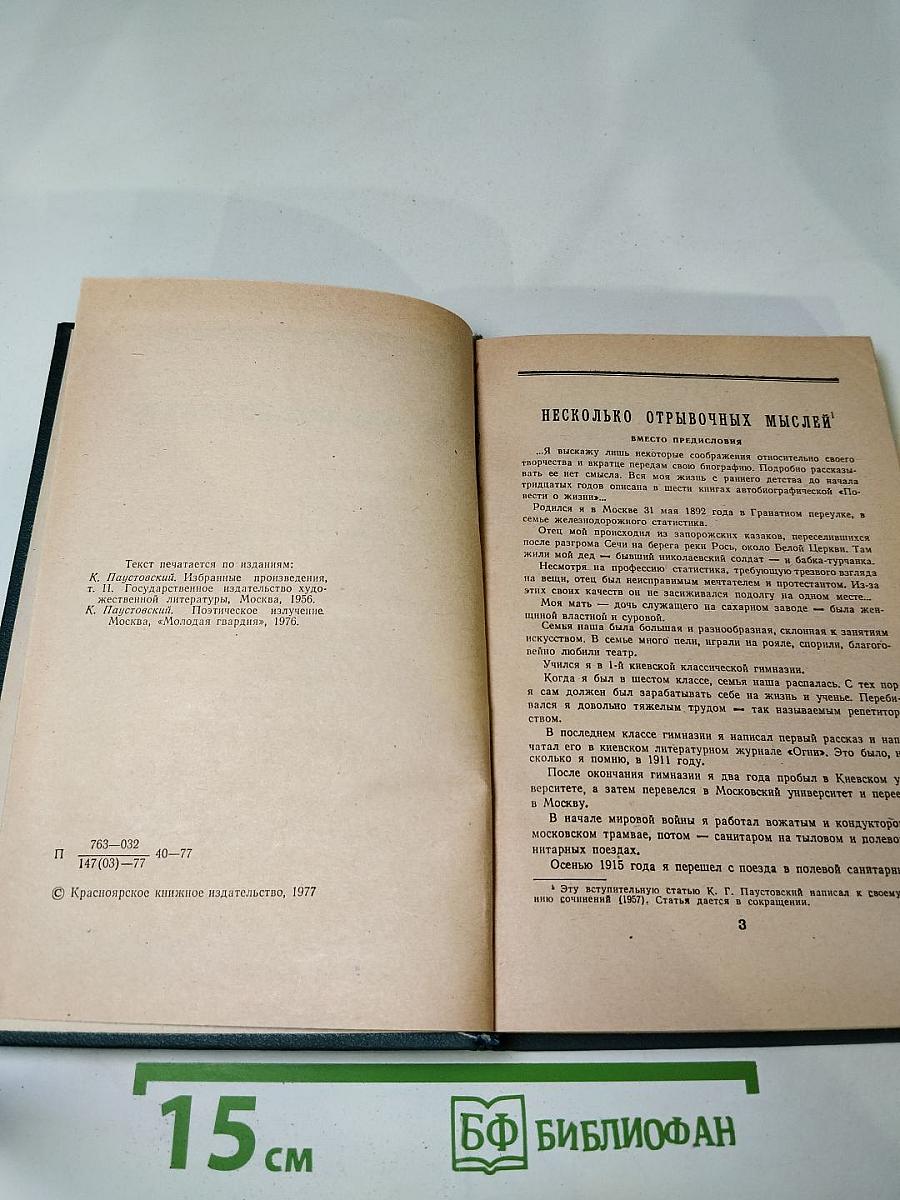 Текст печатается по изданиям:
К. Паустовский. Избранные произведения,
т. II. Государственное издательство худо-
жественной литературы, Москва, 1956.
К. Паустовский. Поэтическое излучение.
Москва, «Молодая гвардия», 1976.
П 763—032
147(03)—77 40—77
© Красноярское книжное издательство, 1977
НЕСКОЛЬКО ОТРЫВОЧНЫХ МЫСЛЕЙ¹
ВМЕСТО ПРЕДИСЛОВИЯ
...Я выскажу лишь некоторые соображения относительно своего
творчества и вкратце передам свою биографию. Подробно рассказы-
вать ее нет смысла. Вся моя жизнь с раннего детства до начала
тридцатых годов описана в шести книгах автобиографической «По-
вести о жизни»...
Родился я в Москве 31 мая 1892 года в Гранатном переулке, в
семье железнодорожного статистика.
Отец мой происходил из запорожских казаков, переселившихся
после разгрома Сечи на берега реки Рось, около Белой Церкви. Там
жили мой дед — бывший николаевский солдат — и бабка-турчанка.
Несмотря на профессию статистика, требующую трезвого взгляда
на вещи, отец был неисправимым мечтателем и протестантом. Из-за
этих своих качеств он не засиживался подолгу на одном месте...
Моя мать — дочь служащего на сахарном заводе — была жен-
щиной властной и суровой.
Семья наша была большая и разнообразная, склонная к занятиям
искусством. В семье много пели, играли на рояле, спорили, благого-
вейно любили театр.
Учился я в 1-й киевской классической гимназии.
Когда я был в шестом классе, семья наша распалась. С тех пор
я сам должен был зарабатывать себе на жизнь и ученье. Переби-
вался я довольно тяжелым трудом — так называемым репетитор
ством.
В последнем классе гимназии я написал первый рассказ и нап
чатал его в киевском литературном журнале «Огни». Это было, н
сколько я помню, в 1911 году.
После окончания гимназии я два года пробыл в Киевском у
верситете, а затем перевелся в Московский университет и перее
в Москву.
В начале мировой войны я работал вожатым и кондукторо
московском трамвае, потом — санитаром на тыловом и полево
нитарных поездах.
Осенью 1915 года я перешел с поезда в полевой санитарн
¹ Эту вступительную статью К. Г. Паустовский написал к своему
нию сочинений (1957). Статья дается в сокращении.
3
15 см
БФ БИБЛИОФАН